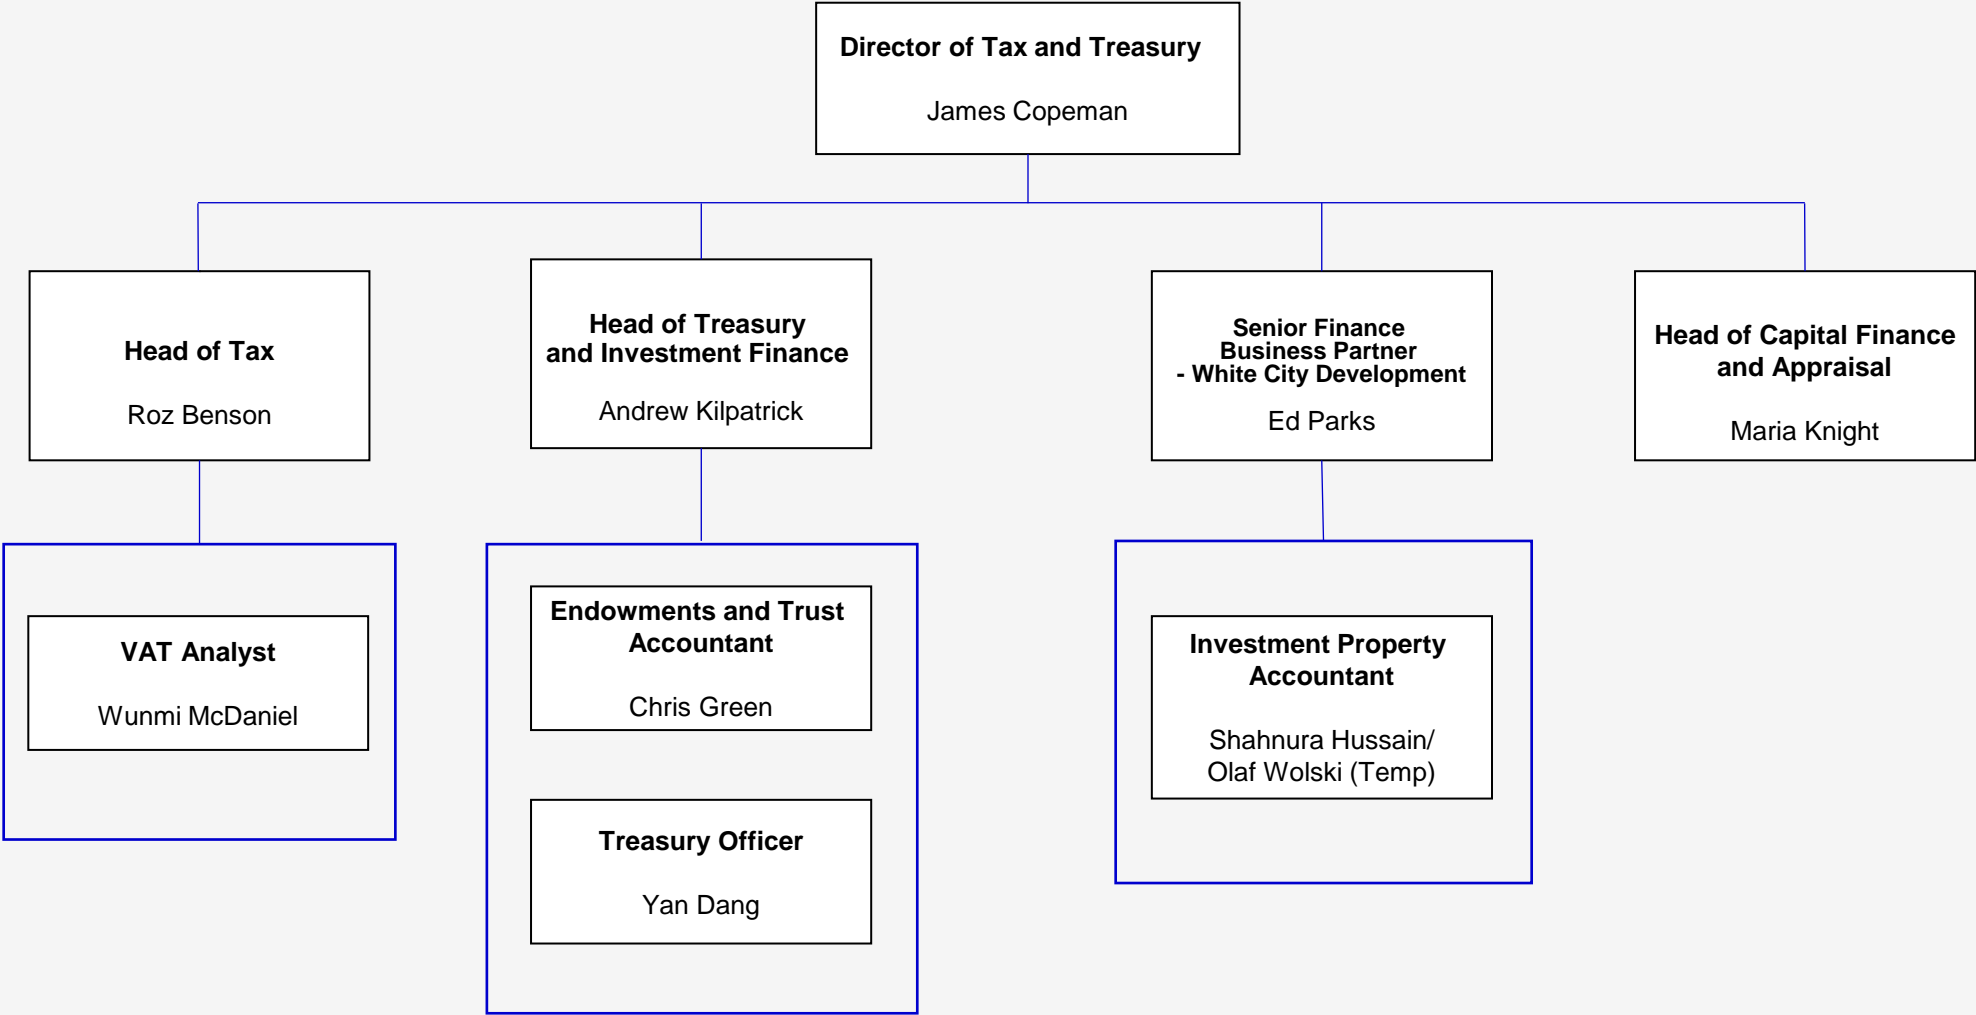 Director of Tax and Treasury
James Copeman
Head of Tax
Roz Benson
Head of Treasury
and Investment Finance
Andrew Kilpatrick
Senior Finance
Business Partner
- White City Development
Ed Parks
Head of Capital Finance
and Appraisal
Maria Knight
VAT Analyst
Wunmi McDaniel
Endowments and Trust
Accountant
Chris Green
Treasury Officer
Yan Dang
Investment Property
Accountant
Shahnura Hussain/
Olaf Wolski (Temp)